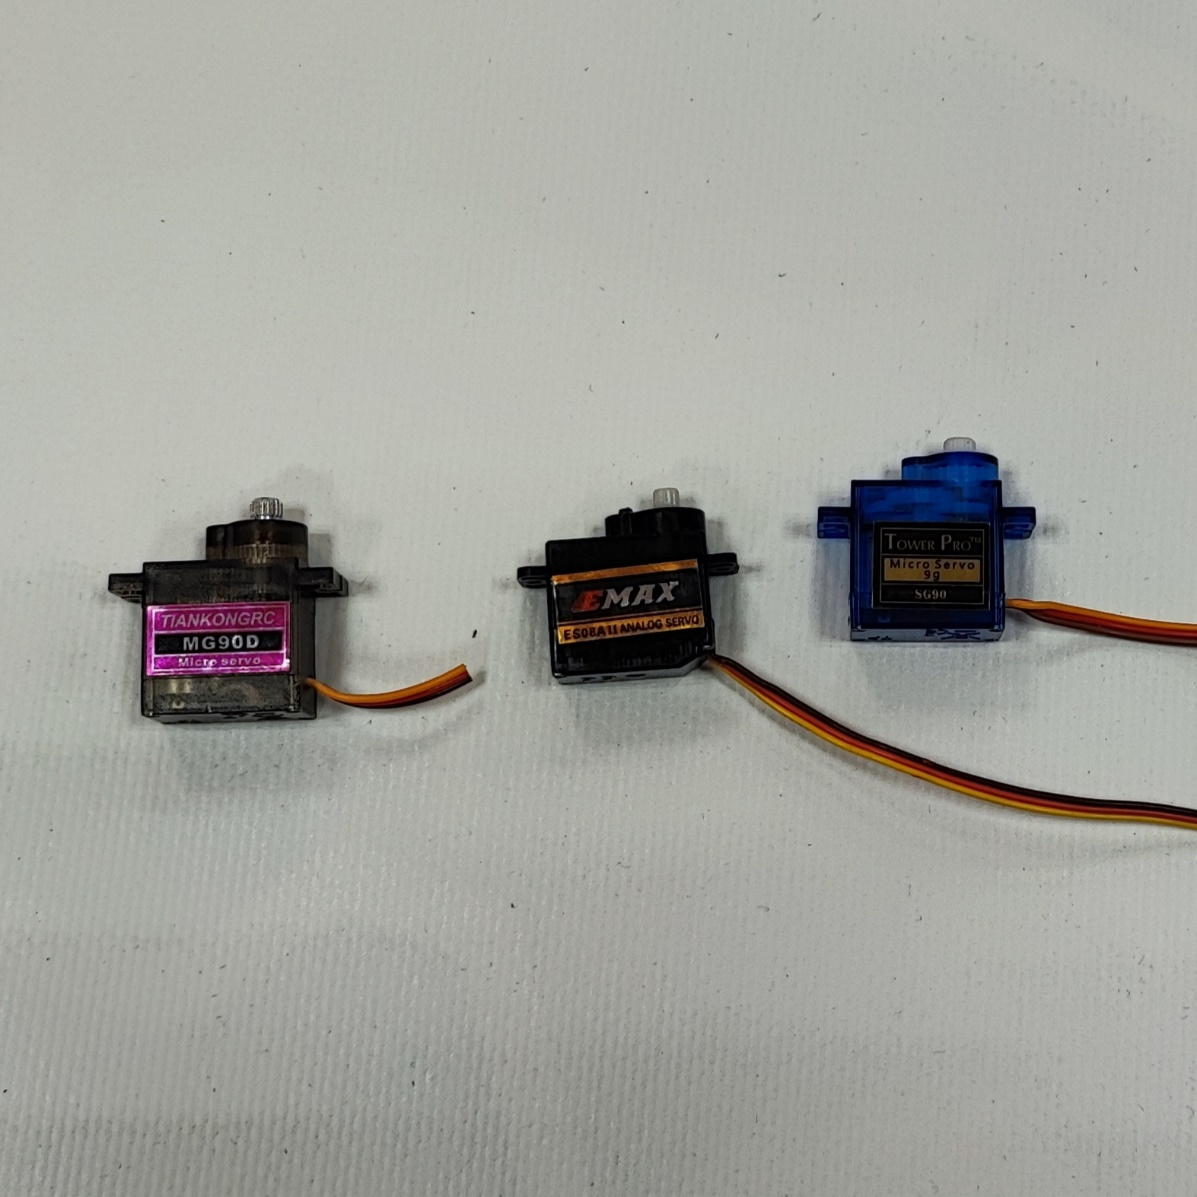 TIANKONGRC
MG90D
Micro servo
EMAX
ES08A II ANALOG SERVO
TOWER PRO™
Micro Servo
9g
SG90